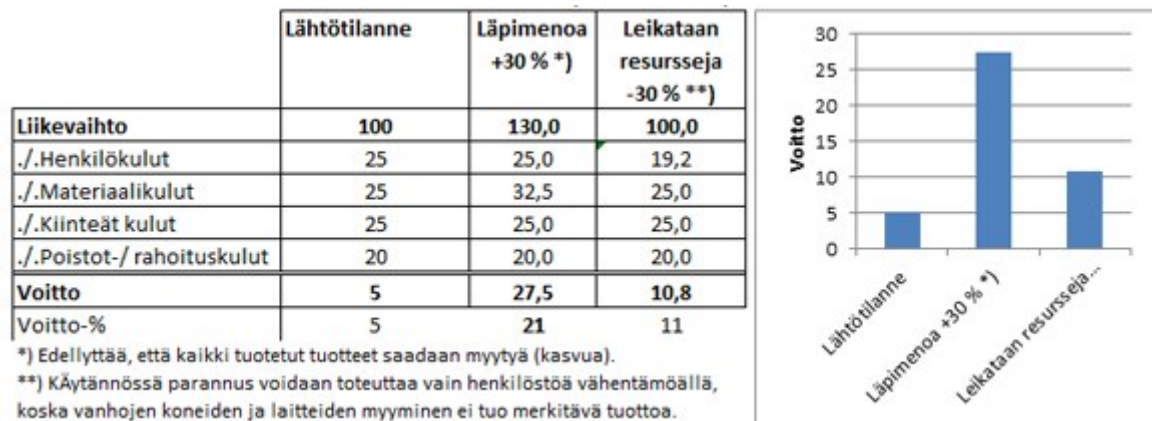 Lähtötilanne Läpimenoa Leikataan
+30 % *) resursseja
-30 % **)
Liikevaihto 100 130,0 100,0
./.Henkilökulut 25 25,0 19,2
./.Materiaalikulut 25 32,5 25,0
./.Kiinteät kulut 25 25,0 25,0
./.Poistot-/ rahoituskulut 20 20,0 20,0
Voitto 5 27,5 10,8
Voitto-% 5 21 11
*) Edellyttää, että kaikki tuotetut tuotteet saadaan myytyä (kasvua).
**) KÄytännössä parannus voidaan toteuttaa vain henkilöstöä vähentämöällä,
koska vanhojen koneiden ja laitteiden myyminen ei tuo merkitävä tuottoa.
Voitto
30
25
20
15
10
5
0
Lähtötilanne
Läpimenoa +30 % *)
Leikataan resursseja...